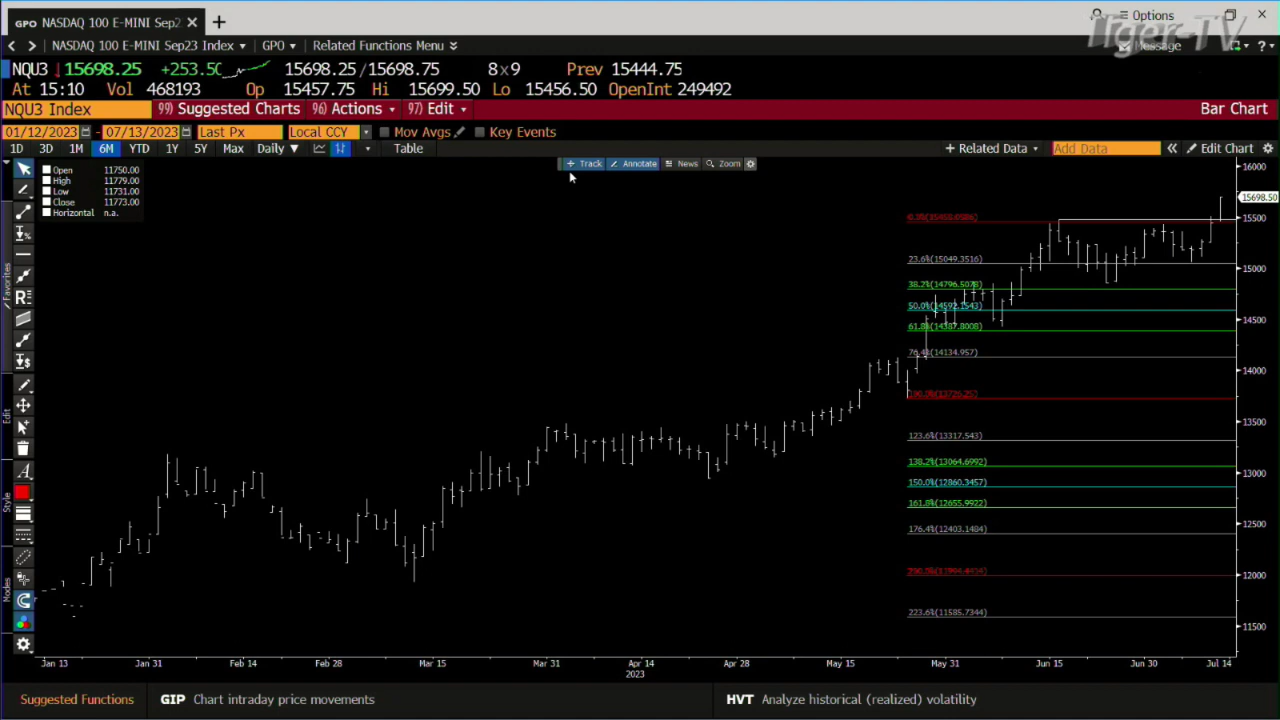 GPO NASDAQ 100 E-MINI Sep2
Options
NASDAQ 100 E-MINI Sep23 Index GPO Related Functions Menu Message
Tiger-TV
NQU3 15698.25 +253.50 15698.25/15698.75 8x9 Prev 15444.75
At 15:10 Vol 468193 Op 15457.75 Hi 15699.50 Lo 15456.50 OpenInt 249492
NQU3 Index 99) Suggested Charts 96) Actions 97) Edit Bar Chart
01/12/2023 - 07/13/2023 Last Px Local CCY Mov Avgs Key Events
1D 3D 1M 6M YTD 1Y 5Y Max Daily Table + Related Data Add Data Edit Chart
Track Annotate News Zoom
Open 11750.00
High 11779.00
Low 11731.00
Close 11773.00
Horizontal n.a.
16000
15698.50
15500
15000
14500
14000
13500
13000
12500
12000
11500
23.6%(15049.3516)
38.2%(14796.5078)
50.0%(14592.1543)
61.8%(14387.8008)
76.4%(14134.957)
123.6%(13317.543)
138.2%(13064.6992)
150.0%(12860.3457)
161.8%(12655.9922)
176.4%(12403.1484)
223.6%(11585.7344)
Favorites
Edit
Style
Modes
Jan 13 Jan 31 Feb 14 Feb 28 Mar 15 Mar 31 Apr 14 Apr 28 May 15 May 31 Jun 15 Jun 30 Jul 14
2023
Suggested Functions GIP Chart intraday price movements HVT Analyze historical (realized) volatility